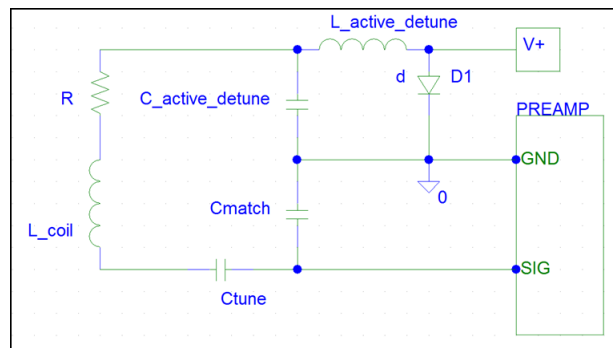 L_active_detune
V+
R
C_active_detune
d
D1
PREAMP
GND
0
Cmatch
L_coil
SIG
Ctune